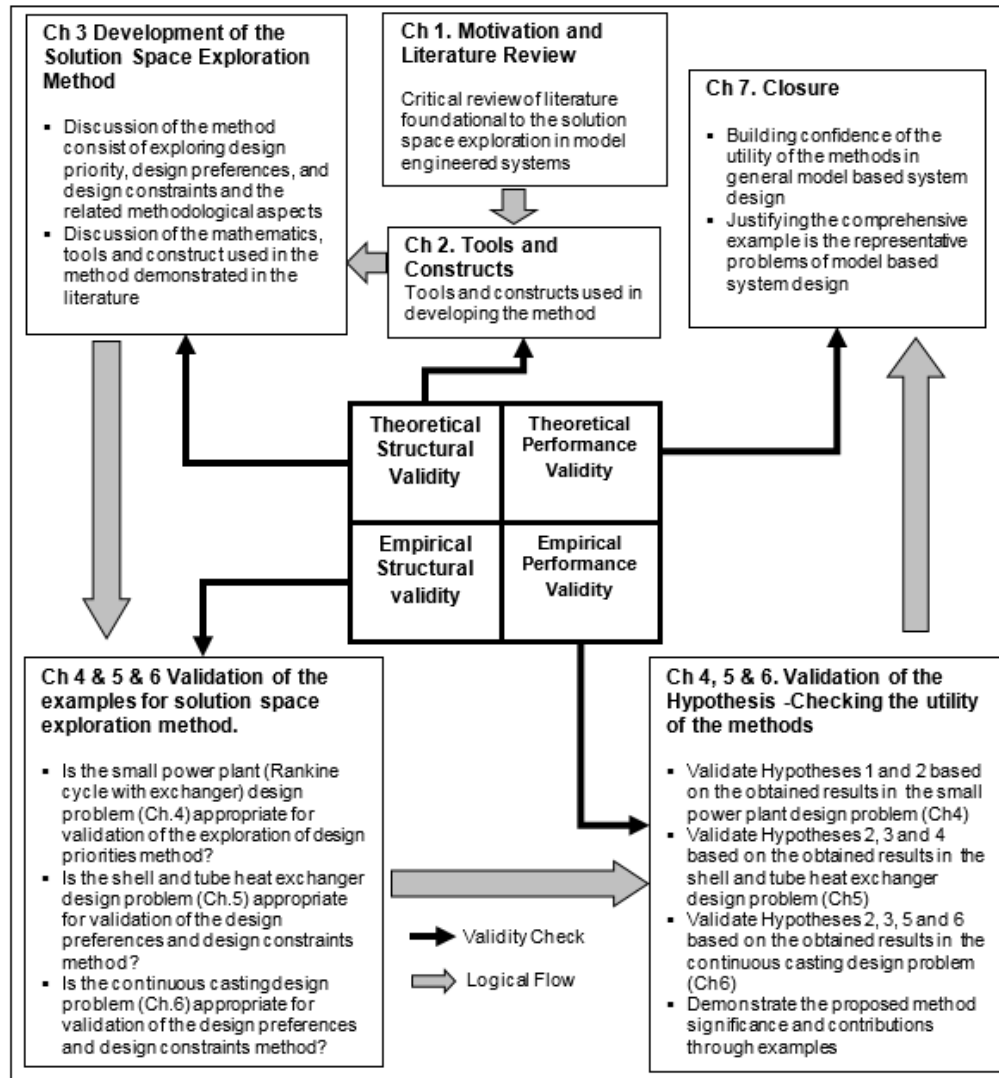 Ch 3 Development of the
Solution Space Exploration
Method
▪ Discussion of the method
consist of exploring design
priority, design preferences, and
design constraints and the
related methodological aspects
▪ Discussion of the mathematics,
tools and construct used in the
method demonstrated in the
literature
Ch 1. Motivation and
Literature Review
Critical review of literature
foundational to the solution
space exploration in model
engineered systems
Ch 2. Tools and
Constructs
Tools and constructs used in
developing the method
Ch 7. Closure
▪ Building confidence of the
utility of the methods in
general model based system
design
▪ Justifying the comprehensive
example is the representative
problems of model based
system design
Theoretical
Structural
Validity
Theoretical
Performance
Validity
Empirical
Structural
validity
Empirical
Performance
Validity
Ch 4 & 5 & 6 Validation of the
examples for solution space
exploration method.
▪ Is the small power plant (Rankine
cycle with exchanger) design
problem (Ch.4) appropriate for
validation of the exploration of design
priorities method?
▪ Is the shell and tube heat exchanger
design problem (Ch.5) appropriate
for validation of the design
preferences and design constraints
method?
▪ Is the continuous casting design
problem (Ch.6) appropriate for
validation of the design preferences
and design constraints method?
Validity Check
Logical Flow
Ch 4, 5 & 6. Validation of the
Hypothesis -Checking the utility
of the methods
▪ Validate Hypotheses 1 and 2 based
on the obtained results in the small
power plant design problem (Ch4)
▪ Validate Hypotheses 2, 3 and 4
based on the obtained results in the
shell and tube heat exchanger
design problem (Ch5)
▪ Validate Hypotheses 2, 3, 5 and 6
based on the obtained results in the
continuous casting design problem
(Ch6)
▪ Demonstrate the proposed method
significance and contributions
through examples